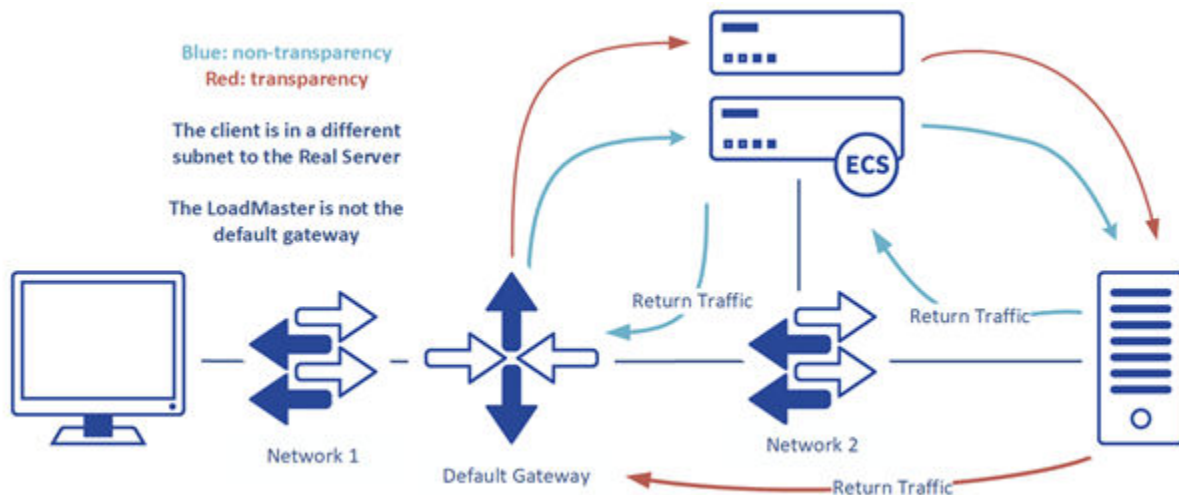 Blue: non-transparency
Red: transparency
The client is in a different
subnet to the Real Server
The LoadMaster is not the
default gateway
ECS
Return Traffic
Return Traffic
Network 1
Default Gateway
Network 2
Return Traffic